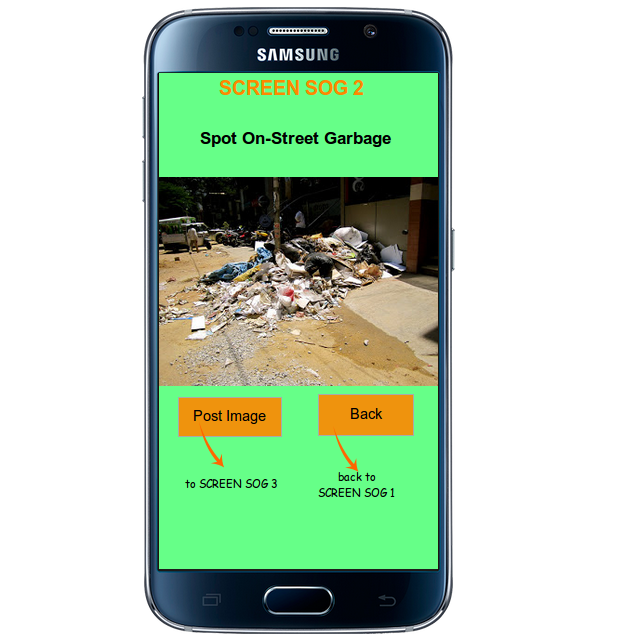 SAMSUNG
SCREEN SOG 2
Spot On-Street Garbage
Post Image
Back
to SCREEN SOG 3
back to
SCREEN SOG 1